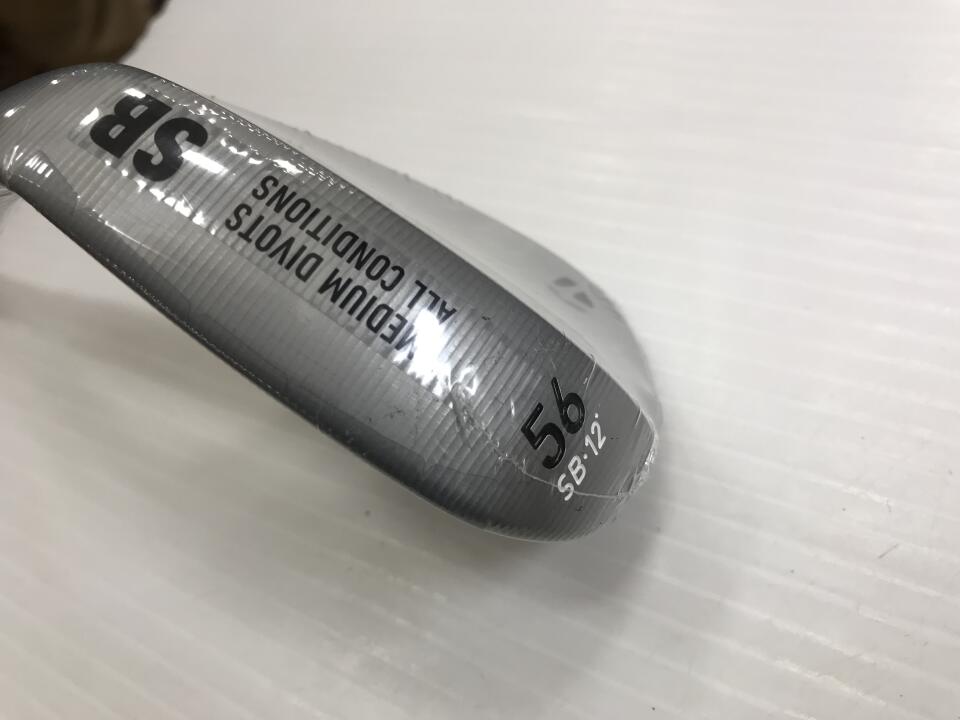 SB
MEDIUM DIVOTS
ALL CONDITIONS
56
SB·12°